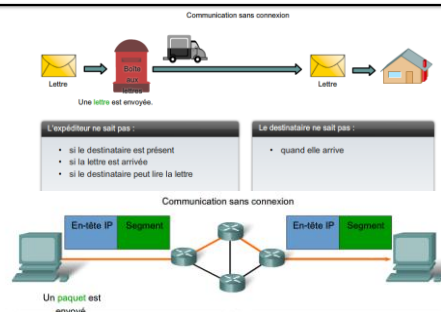 Communication sans connexion
Lettre
Boîte
aux
lettres
Lettre
Une lettre est envoyée.
L'expéditeur ne sait pas :
• si le destinataire est présent
• si la lettre est arrivée
• si le destinataire peut lire la lettre
Le destinataire ne sait pas :
• quand elle arrive
Communication sans connexion
En-tête IP
Segment
En-tête IP
Segment
Un paquet est
envoyé